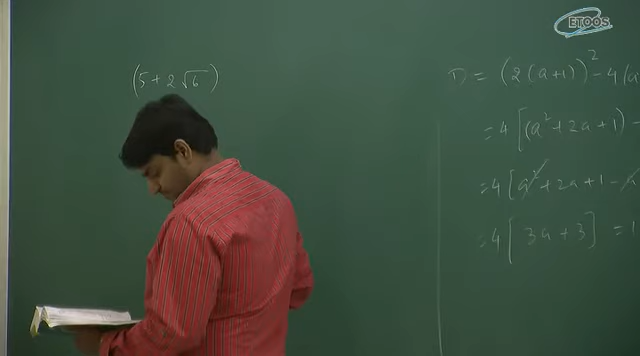 ETOOS
(5 + 2√6)
D = (2(a+1))² - 4(a
= 4[(a² + 2a + 1) -
= 4[a² + 2a + 1 - a
= 4[3a + 3] = 1